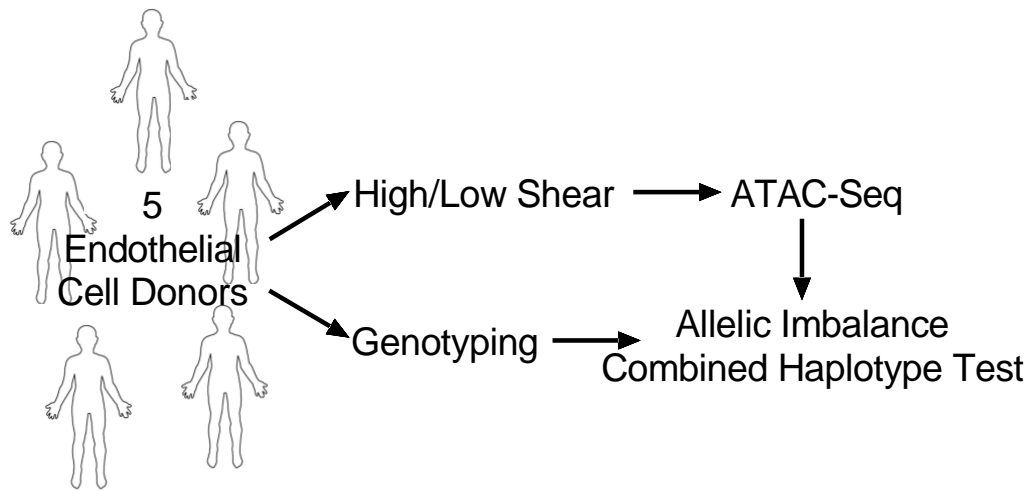 5
Endothelial
Cell Donors
High/Low Shear
ATAC-Seq
Genotyping
Allelic Imbalance
Combined Haplotype Test